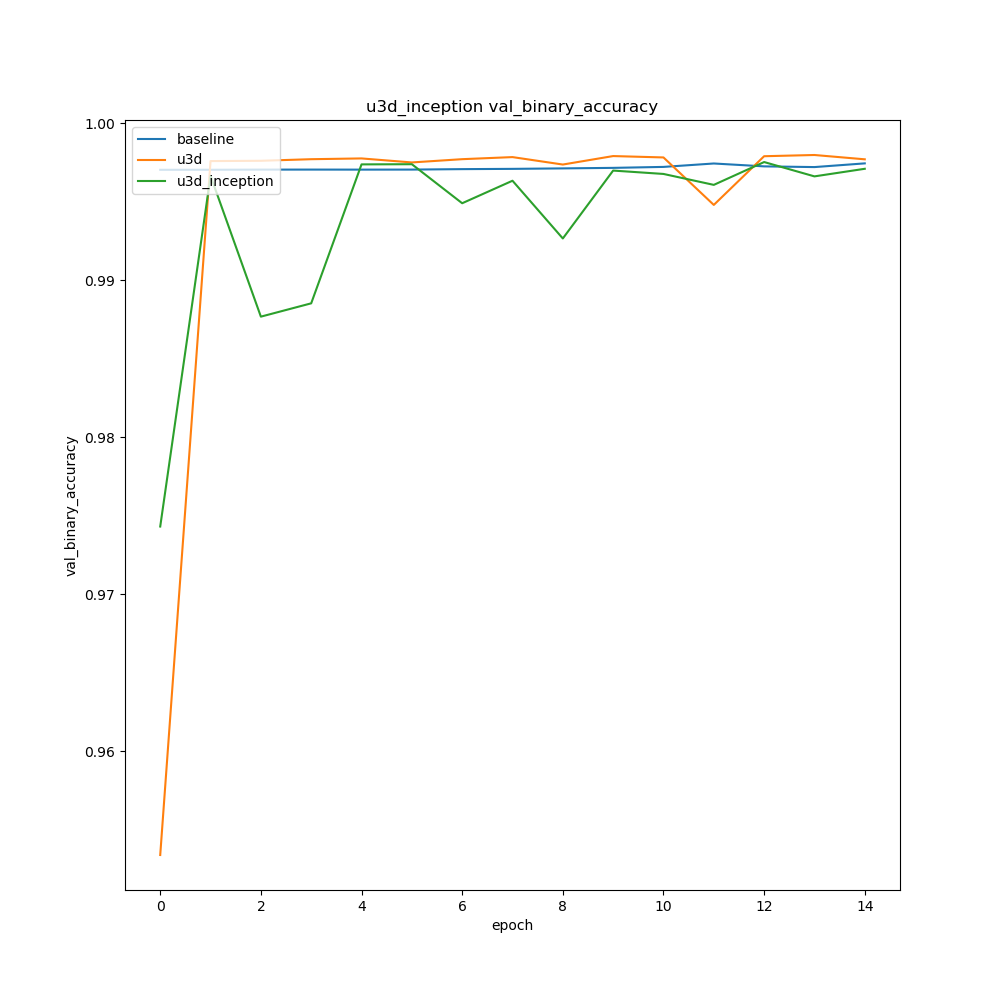 u3d_inception val_binary_accuracy
baseline
u3d
u3d_inception
1.00
0.99
0.98
0.97
0.96
val_binary_accuracy
0 2 4 6 8 10 12 14
epoch